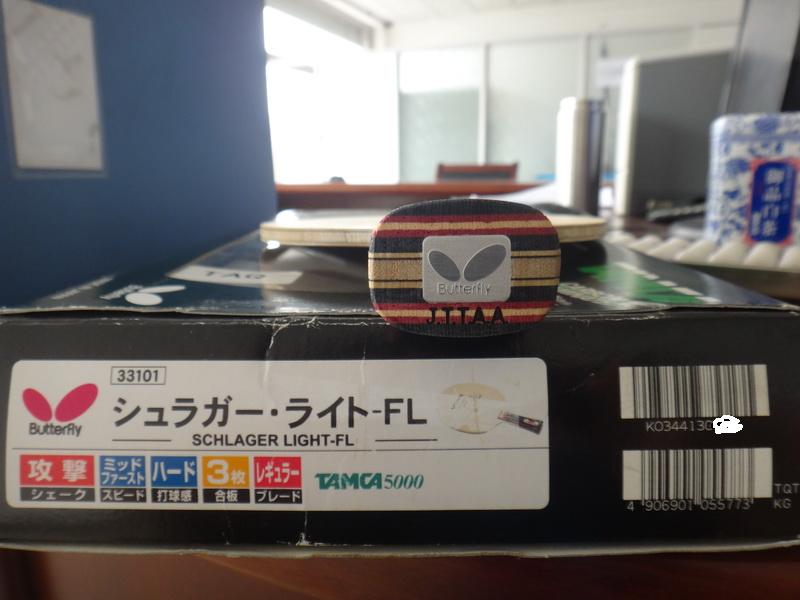 TAG
Butterfly
JTTAA
33101
シュラガー・ライト-FL
SCHLAGER LIGHT-FL
Butterfly
攻撃
シェーク
ミッド
ファースト
スピード
ハード
打球感
3枚
合板
レギュラー
ブレード
TAMCA5000
K0344130
4 906901 055773
TQT
KG